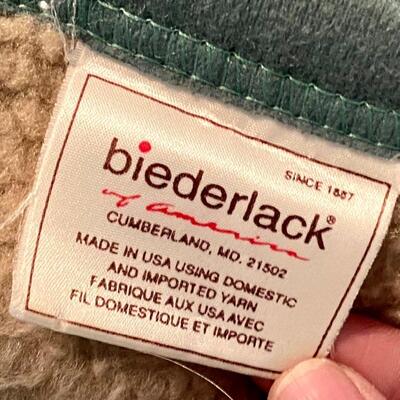 SINCE 1887
biederlack®
of america
CUMBERLAND, MD. 21502
MADE IN USA USING DOMESTIC
AND IMPORTED YARN
FABRIQUE AUX USA AVEC
FIL DOMESTIQUE ET IMPORTE